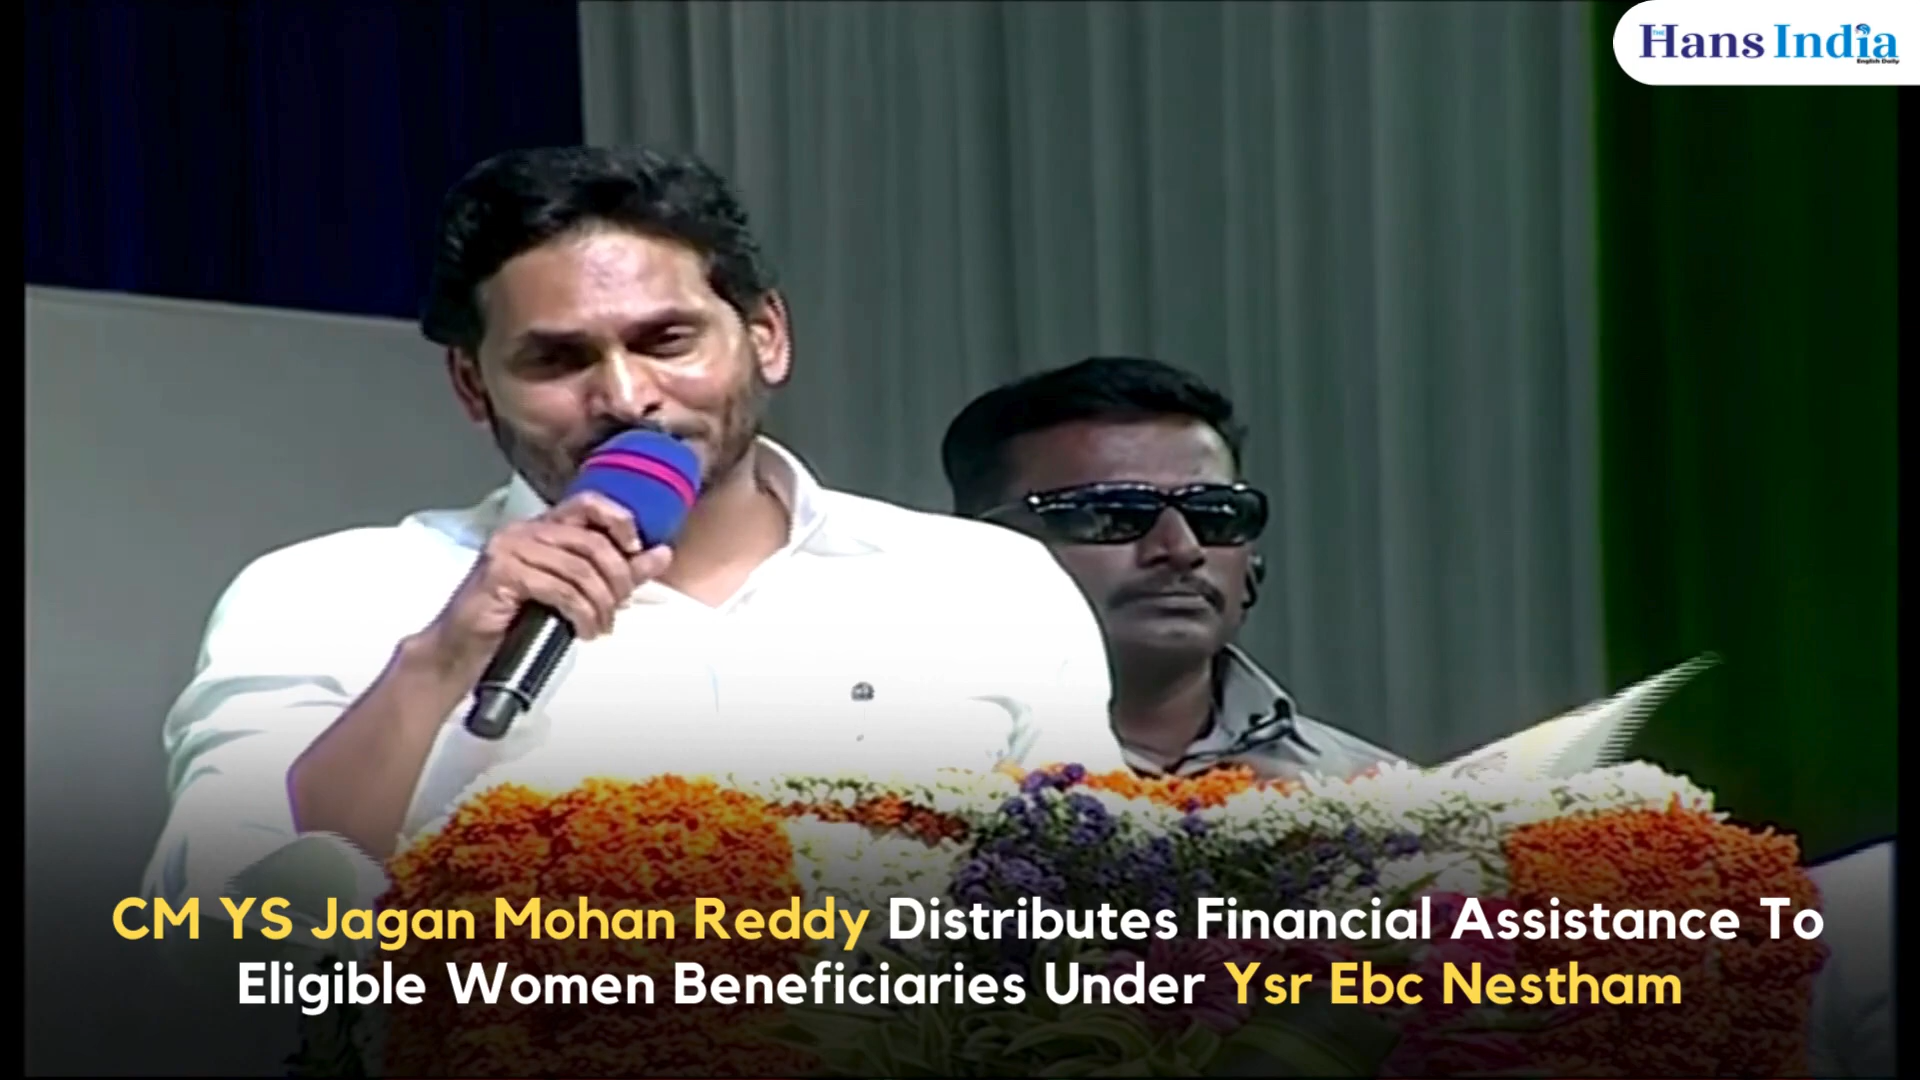 THE
Hans India
English Daily
CM YS Jagan Mohan Reddy Distributes Financial Assistance To
Eligible Women Beneficiaries Under Ysr Ebc Nestham